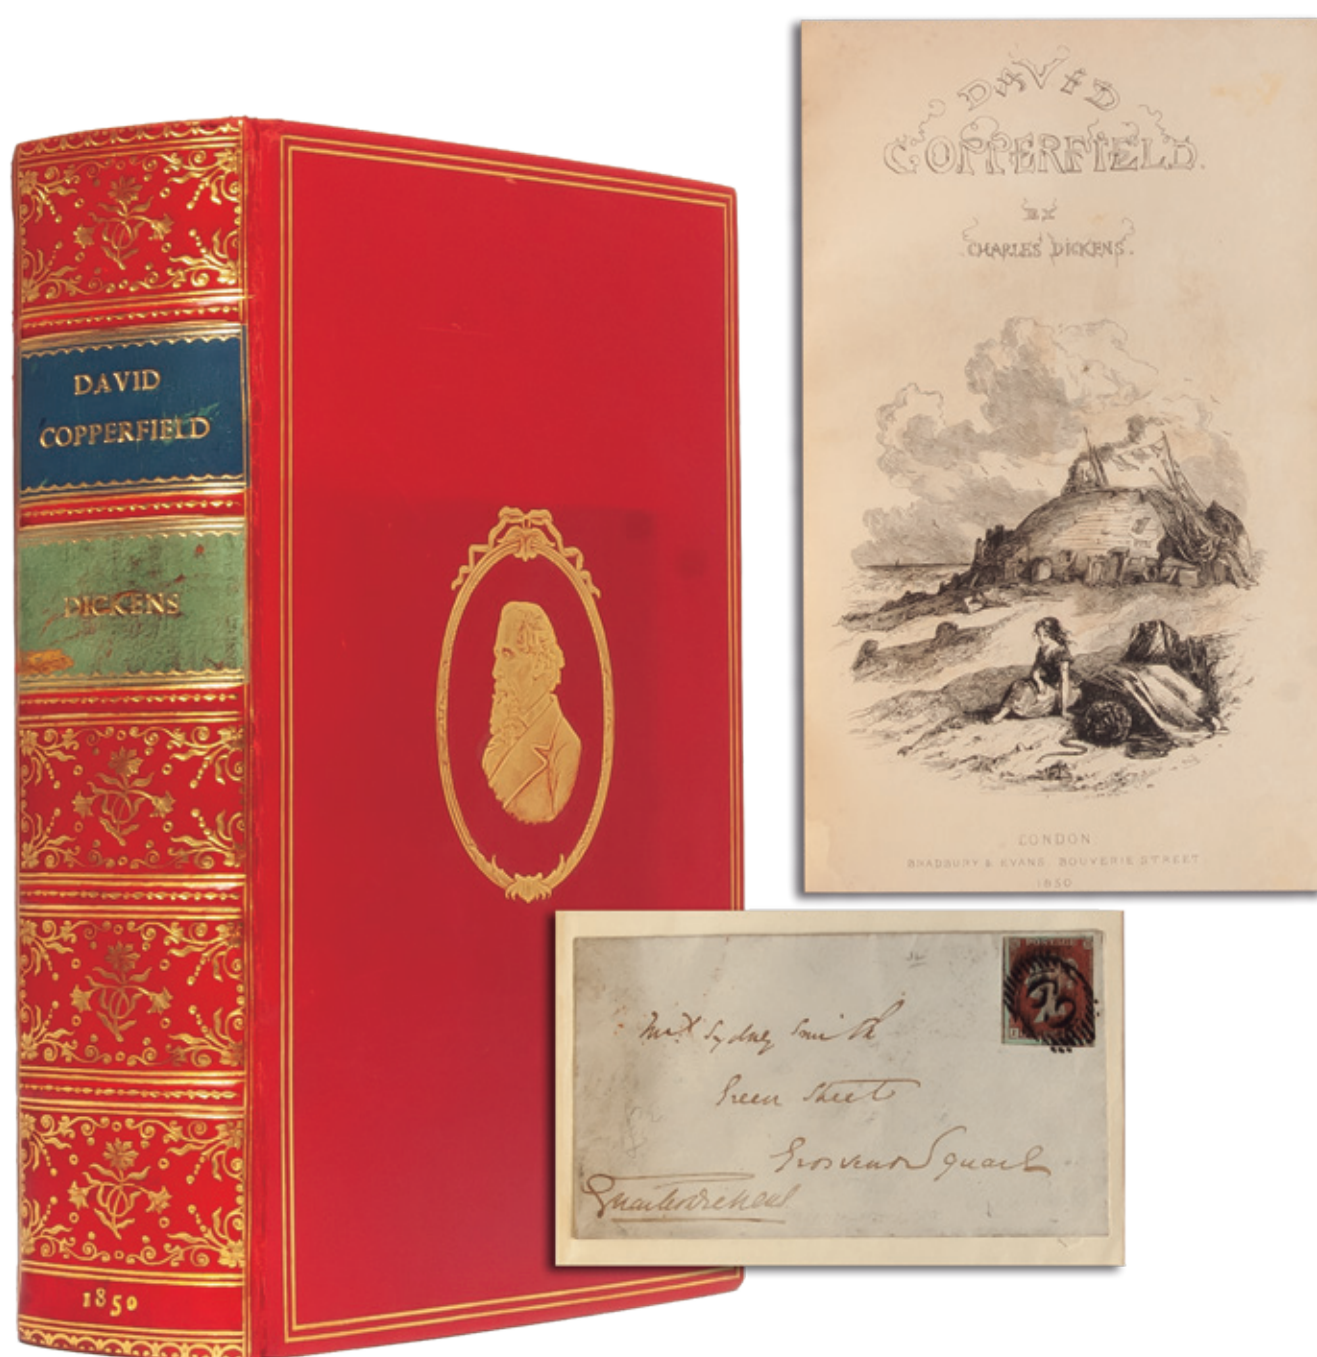 DAVID
COPPERFIELD
DICKENS
1850
DAVID
COPPERFIELD.
BY
CHARLES DICKENS.
LONDON
BRADBURY & EVANS. BOUVERIE STREET
1850
POSTAGE
Mrs Sydney Smith
Green Street
Grosvenor Square
Charles Dickens